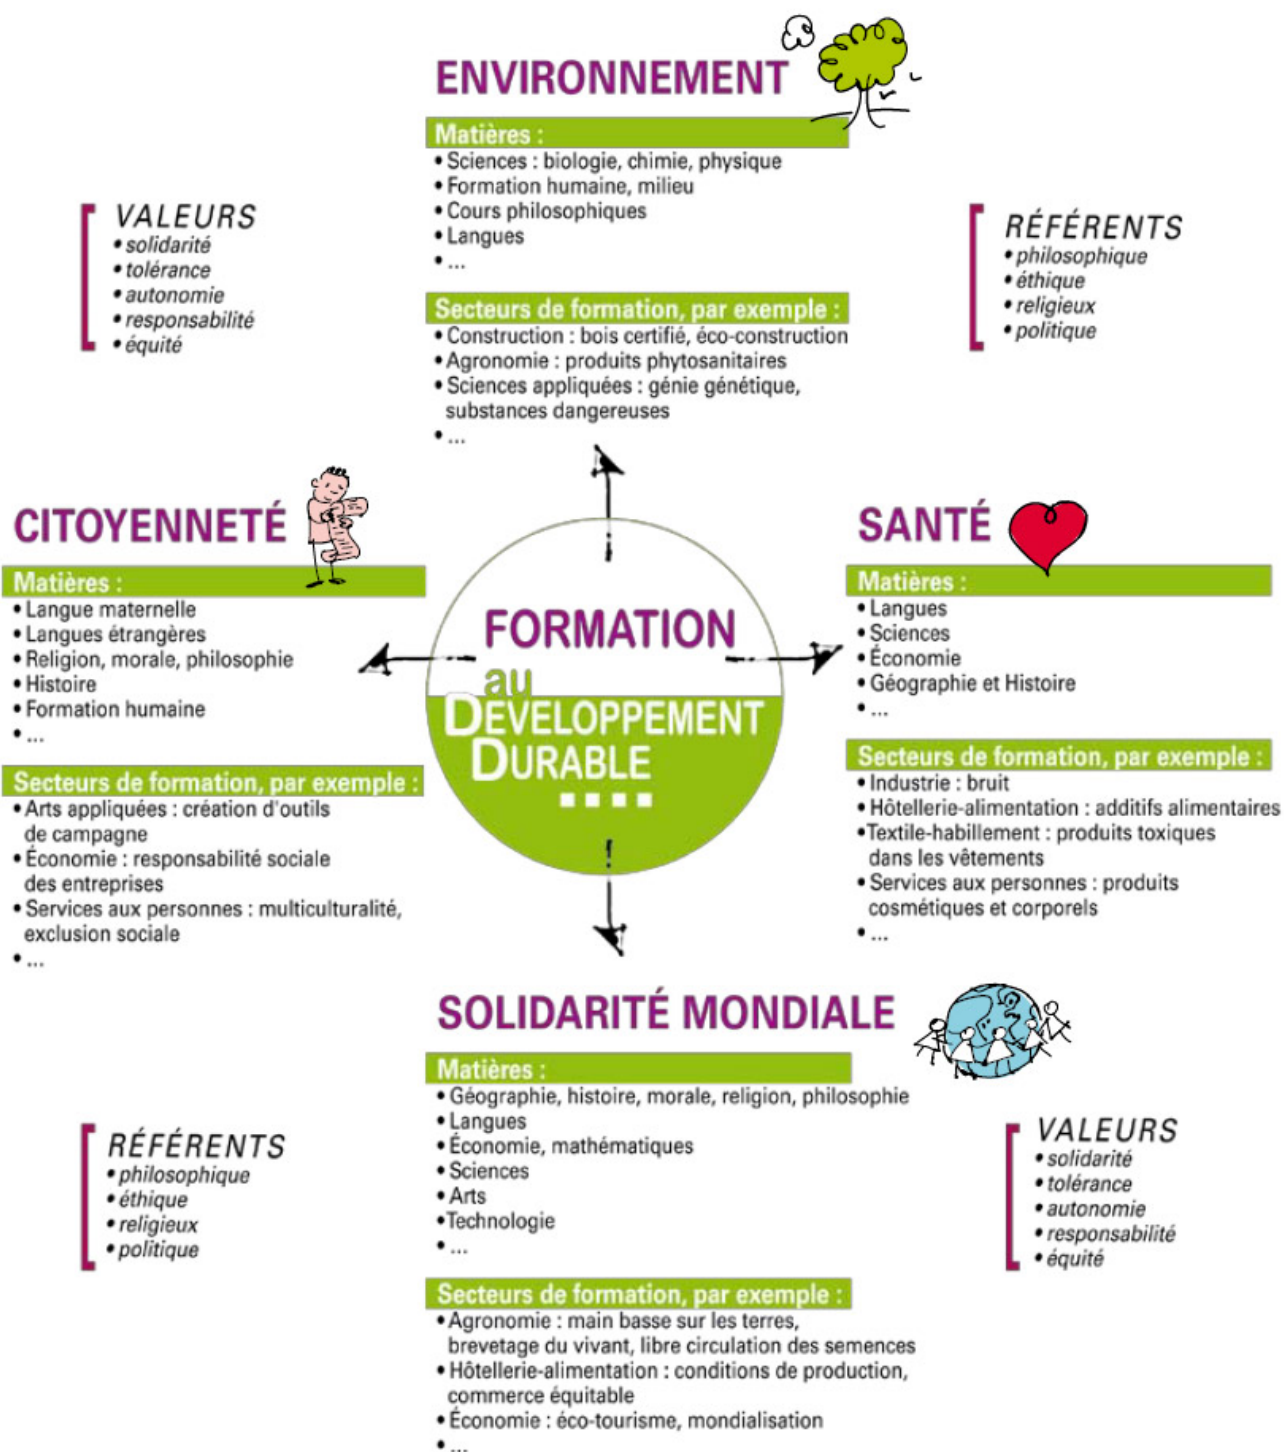 ENVIRONNEMENT
Matières :
• Sciences : biologie, chimie, physique
• Formation humaine, milieu
• Cours philosophiques
• Langues
• ...
Secteurs de formation, par exemple :
• Construction : bois certifié, éco-construction
• Agronomie : produits phytosanitaires
• Sciences appliquées : génie génétique,
substances dangereuses
• ...
VALEURS
• solidarité
• tolérance
• autonomie
• responsabilité
• équité
RÉFÉRENTS
• philosophique
• éthique
• religieux
• politique
CITOYENNETÉ
Matières :
• Langue maternelle
• Langues étrangères
• Religion, morale, philosophie
• Histoire
• Formation humaine
• ...
Secteurs de formation, par exemple :
• Arts appliquées : création d'outils
de campagne
• Économie : responsabilité sociale
des entreprises
• Services aux personnes : multiculturalité,
exclusion sociale
• ...
FORMATION
au
DÉVELOPPEMENT
DURABLE
SANTÉ
Matières :
• Langues
• Sciences
• Économie
• Géographie et Histoire
• ...
Secteurs de formation, par exemple :
• Industrie : bruit
• Hôtellerie-alimentation : additifs alimentaires
• Textile-habillement : produits toxiques
dans les vêtements
• Services aux personnes : produits
cosmétiques et corporels
• ...
SOLIDARITÉ MONDIALE
Matières :
• Géographie, histoire, morale, religion, philosophie
• Langues
• Économie, mathématiques
• Sciences
• Arts
• Technologie
• ...
Secteurs de formation, par exemple :
• Agronomie : main basse sur les terres,
brevetage du vivant, libre circulation des semences
• Hôtellerie-alimentation : conditions de production,
commerce équitable
• Économie : éco-tourisme, mondialisation
• ...
RÉFÉRENTS
• philosophique
• éthique
• religieux
• politique
VALEURS
• solidarité
• tolérance
• autonomie
• responsabilité
• équité